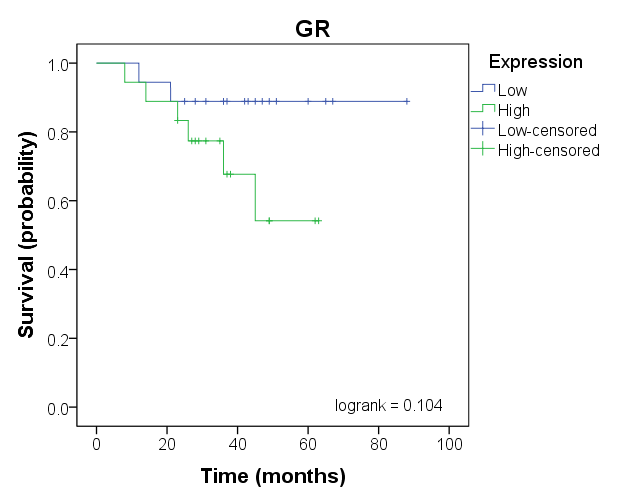 GR
Expression
Low
High
Low-censored
High-censored
Survival (probability)
1.0
0.8
0.6
0.4
0.2
0.0
logrank = 0.104
0 20 40 60 80 100
Time (months)